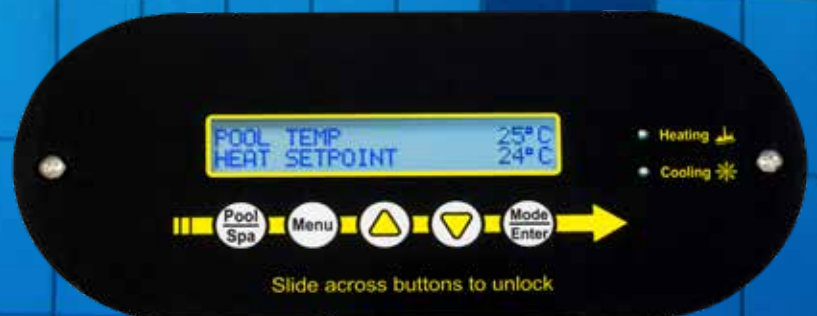 POOL TEMP 25°C
HEAT SETPOINT 24°C
Heating
Cooling
Pool
Spa
Menu
Mode
Enter
Slide across buttons to unlock